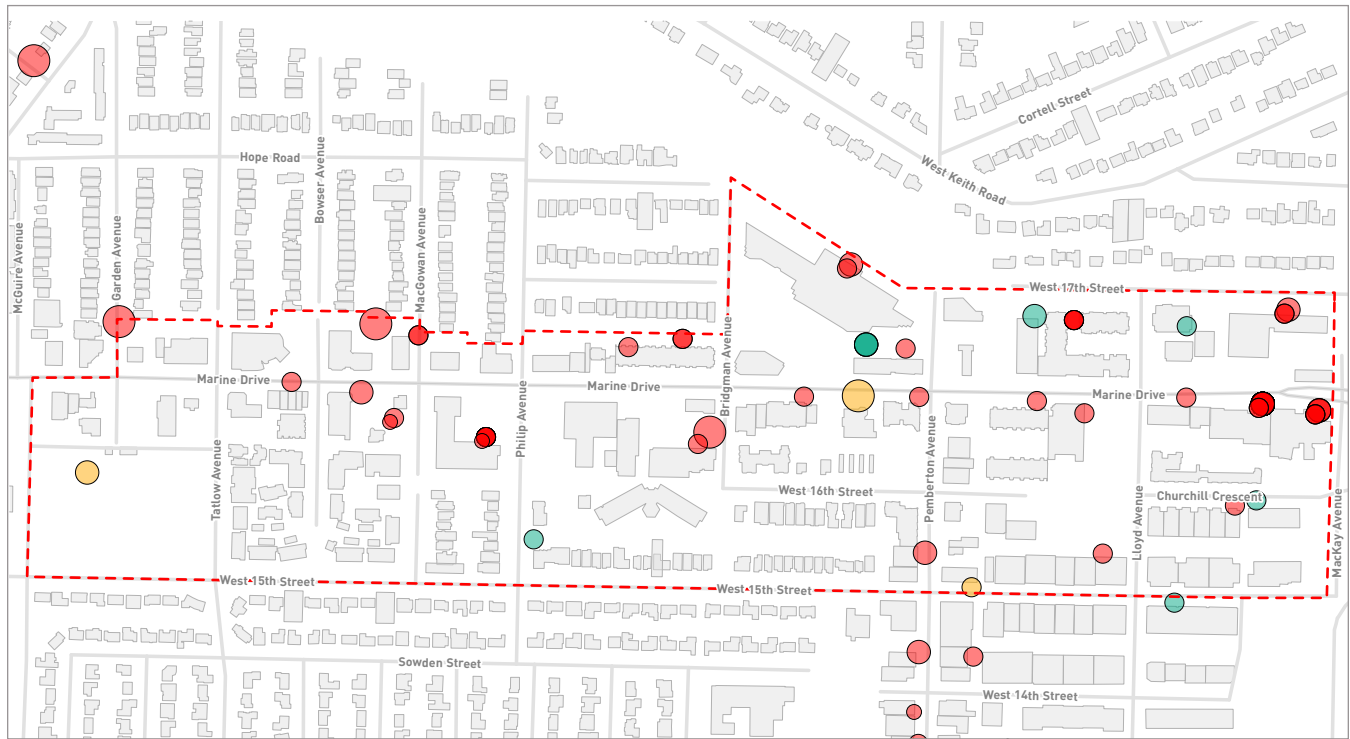 Cortell Street
Hope Road
Bowser Avenue
West Keith Road
McGuire Avenue
Garden Avenue
MacGowan Avenue
West 17th Street
Bridgman Avenue
Marine Drive
Marine Drive
Marine Drive
Philip Avenue
Tatlow Avenue
Pemberton Avenue
West 16th Street
Churchill Crescent
Lloyd Avenue
MacKay Avenue
West 15th Street
West 15th Street
Sowden Street
West 14th Street